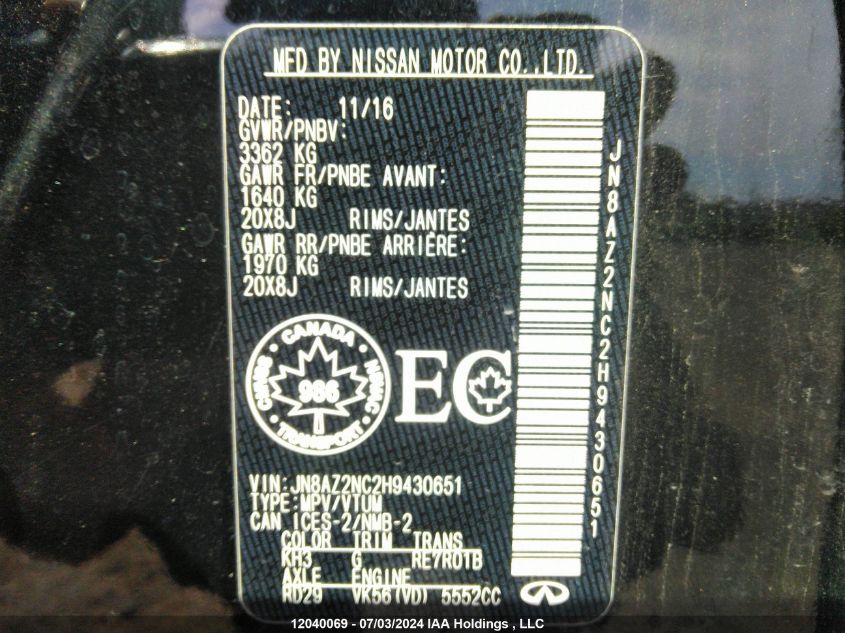 MFD BY NISSAN MOTOR CO.,LTD.
DATE: 11/16
GVWR/PNBV:
3362 KG
GAWR FR/PNBE AVANT:
1640 KG
20X8J RIMS/JANTES
GAWR RR/PNBE ARRIÈRE:
1970 KG
20X8J RIMS/JANTES
JN8AZ2NC2H9430651
CANADA
CMVSS
NSVAC
986
TRANSPORT
EC
VIN:JN8AZ2NC2H9430651
TYPE:MPV/VTUM
CAN ICES-2/NMB-2
COLOR TRIM TRANS
KH3 G RE7R01B
AXLE ENGINE
RD29 VK56(VD) 5552CC
12040069 - 07/03/2024 IAA Holdings , LLC